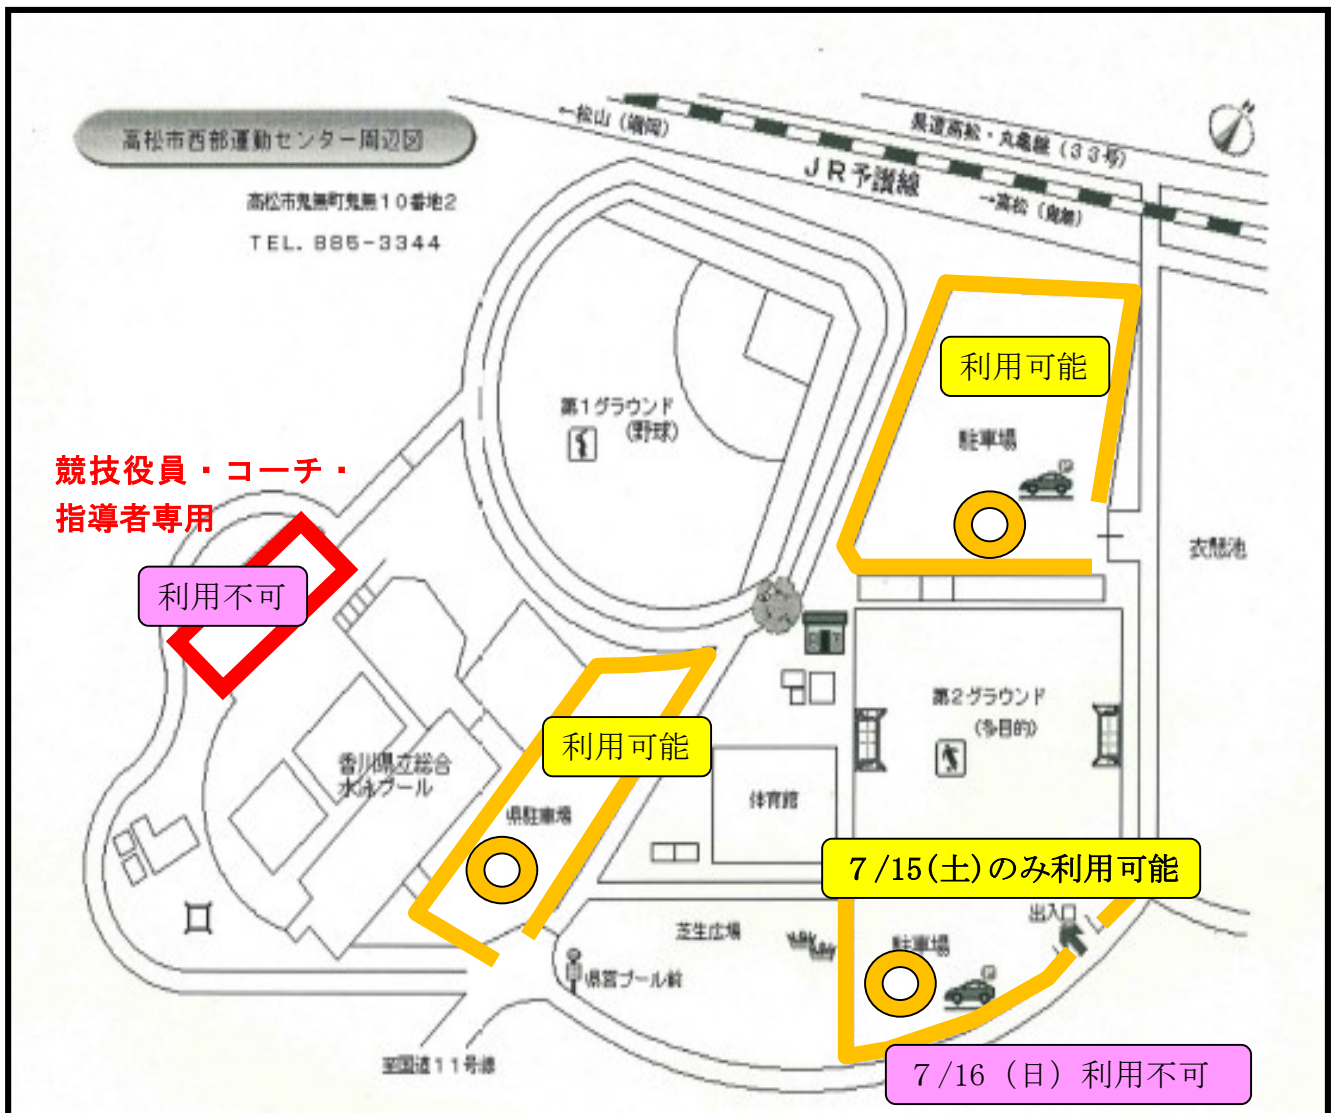 高松市西部運動センター周辺図
高松市鬼無町鬼無10番地2
TEL. 885-3344
←松山(端岡)
県道高松・丸亀線(33号)
JR予讃線
→高松(鬼無)
N
利用可能
駐車場
P
第1グラウンド
(野球)
競技役員・コーチ・
指導者専用
利用不可
衣懸池
第2グラウンド
(多目的)
利用可能
香川県立総合
水泳プール
県駐車場
体育館
7/15(土)のみ利用可能
出入口
芝生広場
駐車場
P
県営プール前
至国道11号線
7/16（日）利用不可